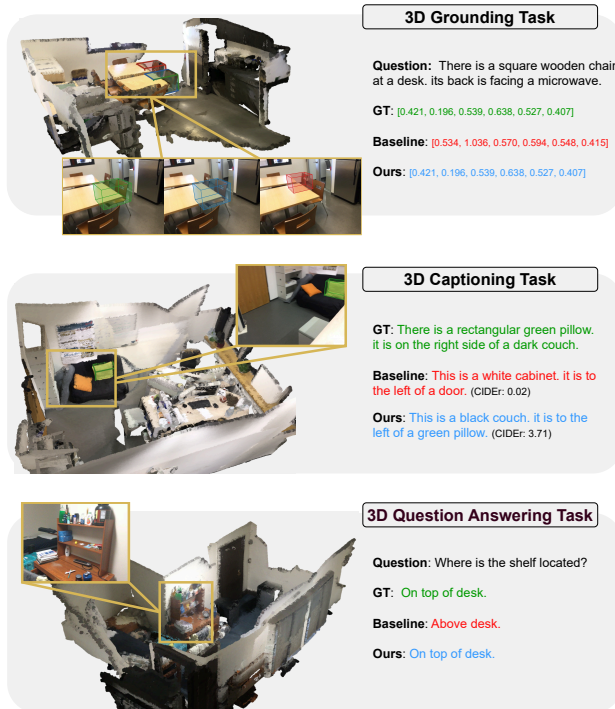 3D Grounding Task
Question: There is a square wooden chair
at a desk. its back is facing a microwave.
GT: [0.421, 0.196, 0.539, 0.638, 0.527, 0.407]
Baseline: [0.534, 1.036, 0.570, 0.594, 0.548, 0.415]
Ours: [0.421, 0.196, 0.539, 0.638, 0.527, 0.407]
3D Captioning Task
GT: There is a rectangular green pillow.
it is on the right side of a dark couch.
Baseline: This is a white cabinet. it is to
the left of a door. (CIDEr: 0.02)
Ours: This is a black couch. it is to the
left of a green pillow. (CIDEr: 3.71)
3D Question Answering Task
Question: Where is the shelf located?
GT: On top of desk.
Baseline: Above desk.
Ours: On top of desk.